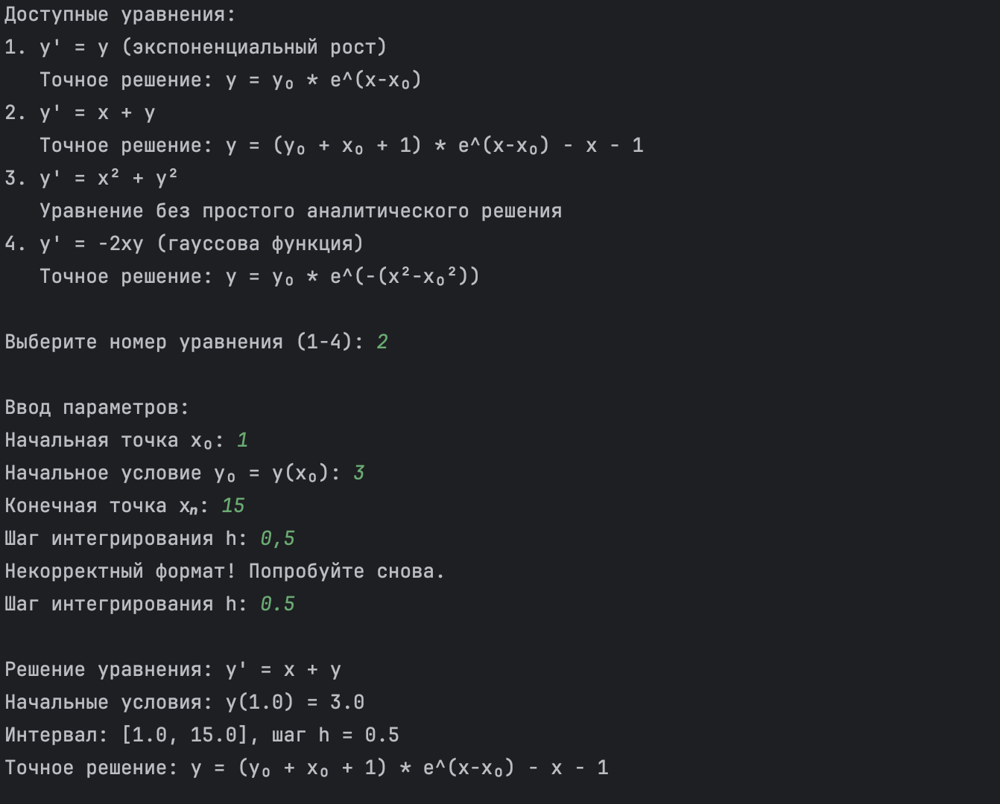 Доступные уравнения:
1. y' = y (экспоненциальный рост)
   Точное решение: y = y₀ * e^(x-x₀)
2. y' = x + y
   Точное решение: y = (y₀ + x₀ + 1) * e^(x-x₀) - x - 1
3. y' = x² + y²
   Уравнение без простого аналитического решения
4. y' = -2xy (гауссова функция)
   Точное решение: y = y₀ * e^(-(x²-x₀²))
Выберите номер уравнения (1-4): 2
Ввод параметров:
Начальная точка x₀: 1
Начальное условие y₀ = y(x₀): 3
Конечная точка xₙ: 15
Шаг интегрирования h: 0,5
Некорректный формат! Попробуйте снова.
Шаг интегрирования h: 0.5
Решение уравнения: y' = x + y
Начальные условия: y(1.0) = 3.0
Интервал: [1.0, 15.0], шаг h = 0.5
Точное решение: y = (y₀ + x₀ + 1) * e^(x-x₀) - x - 1